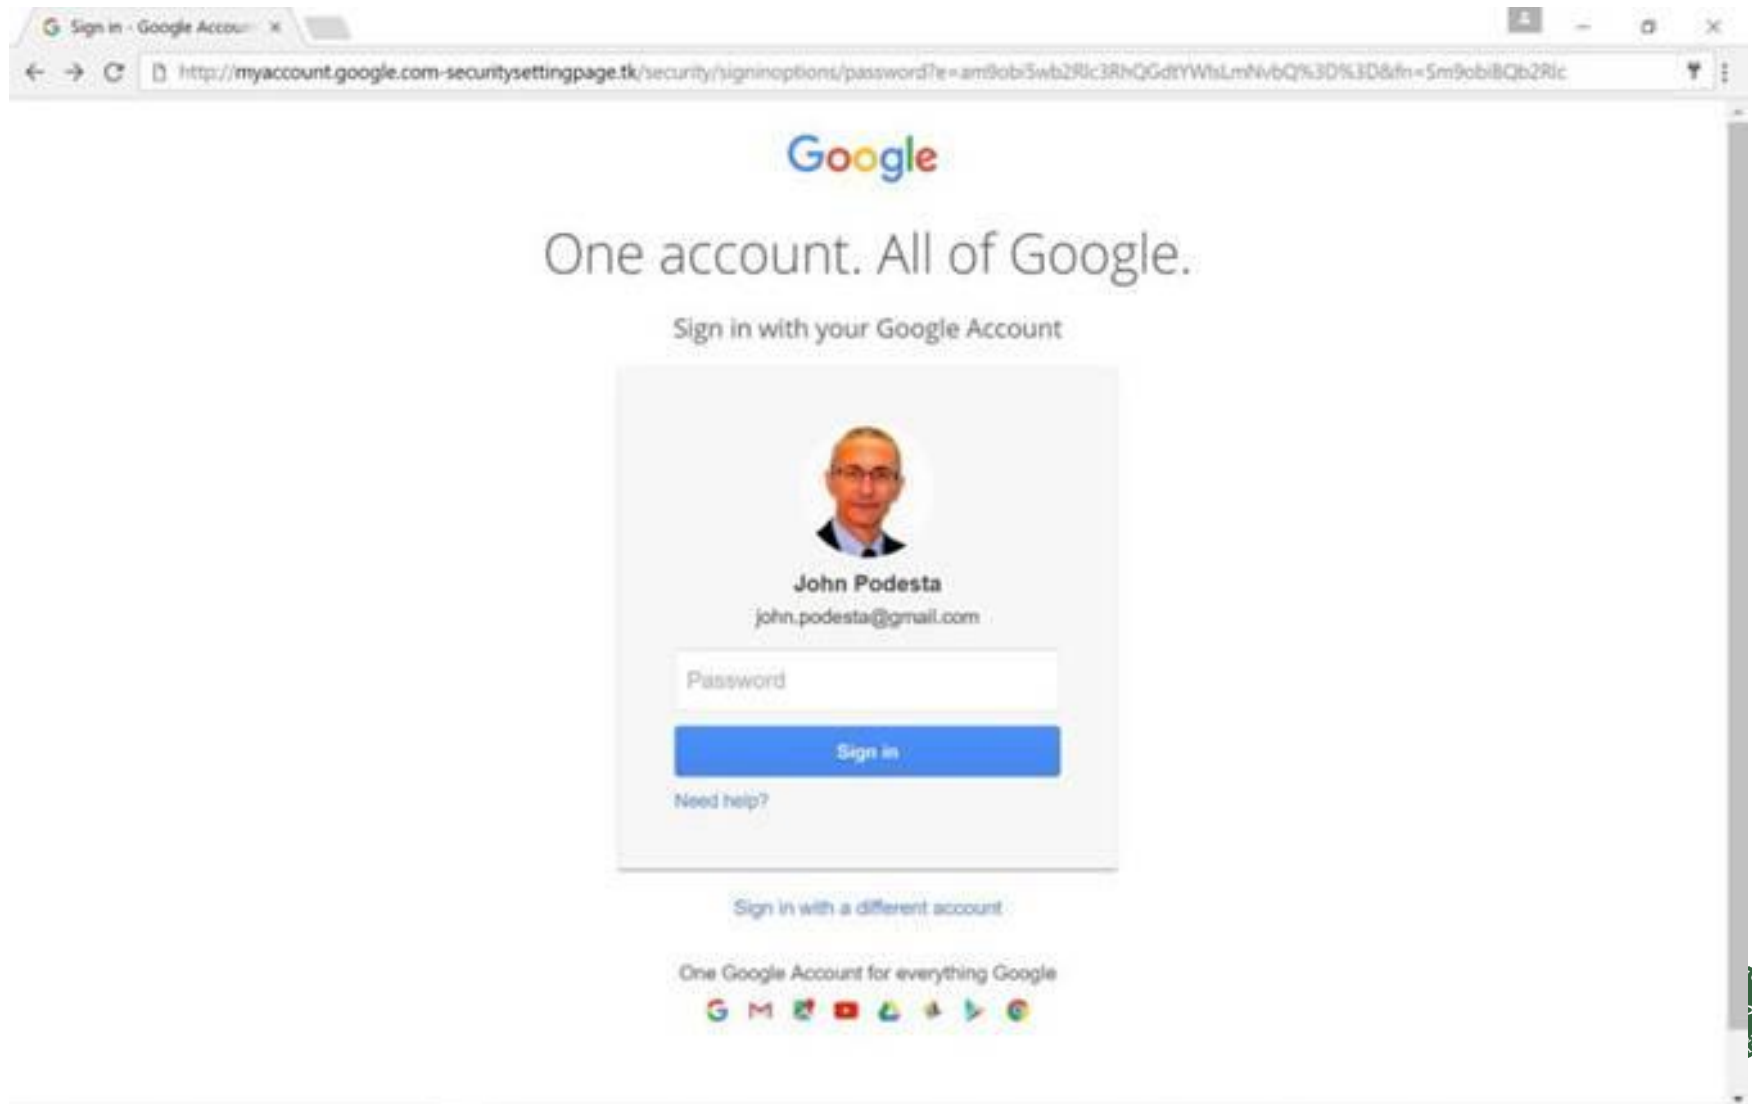 Sign in - Google Accoun
http://myaccount.google.com-securitysettingpage.tk/security/signinoptions/password?e=am9obi5wb2Rlc3RhQGdtYWlsLmNvbQ%3D%3D&fn=Sm9obiBQb2Rlc
Google
One account. All of Google.
Sign in with your Google Account
John Podesta
john.podesta@gmail.com
Password
Sign in
Need help?
Sign in with a different account
One Google Account for everything Google